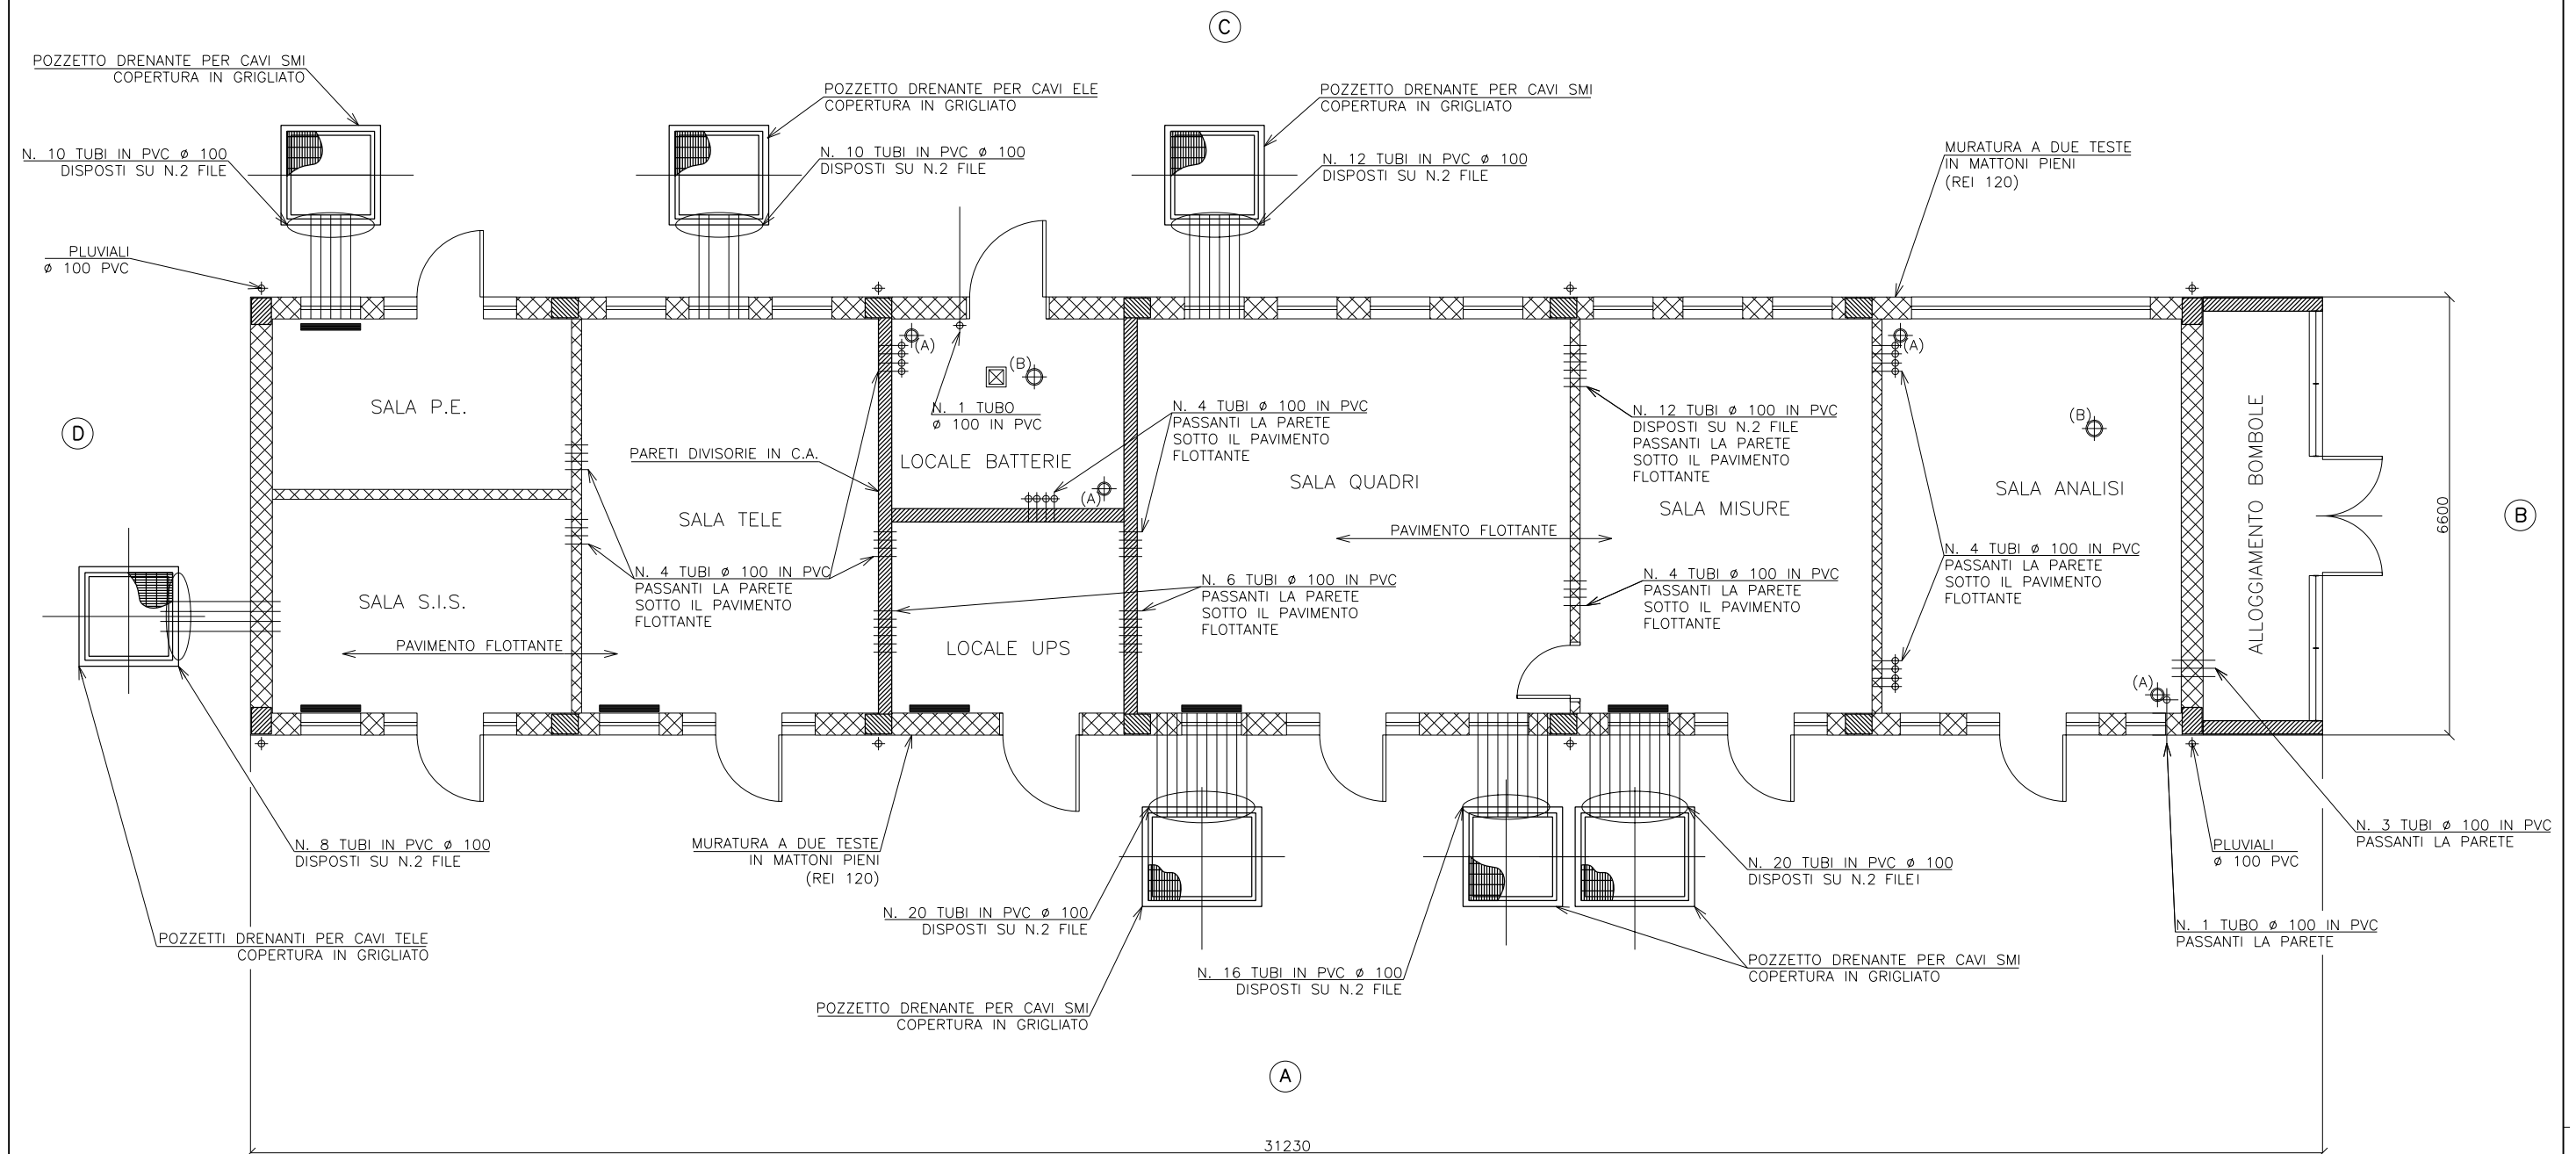 C
POZZETTO DRENANTE PER CAVI SMI
COPERTURA IN GRIGLIATO
POZZETTO DRENANTE PER CAVI ELE
COPERTURA IN GRIGLIATO
POZZETTO DRENANTE PER CAVI SMI
COPERTURA IN GRIGLIATO
N. 10 TUBI IN PVC ø 100
DISPOSTI SU N.2 FILE
N. 10 TUBI IN PVC ø 100
DISPOSTI SU N.2 FILE
N. 12 TUBI IN PVC ø 100
DISPOSTI SU N.2 FILE
MURATURA A DUE TESTE
IN MATTONI PIENI
(REI 120)
PLUVIALI
ø 100 PVC
(A)
(B)
(A)
(B)
SALA P.E.
N. 1 TUBO
ø 100 IN PVC
N. 4 TUBI ø 100 IN PVC
PASSANTI LA PARETE
SOTTO IL PAVIMENTO
FLOTTANTE
N. 12 TUBI ø 100 IN PVC
DISPOSTI SU N.2 FILE
PASSANTI LA PARETE
SOTTO IL PAVIMENTO
FLOTTANTE
D
PARETI DIVISORIE IN C.A.
LOCALE BATTERIE
(A)
SALA QUADRI
SALA ANALISI
ALLOGGIAMENTO BOMBOLE
6600
B
SALA TELE
SALA MISURE
PAVIMENTO FLOTTANTE
N. 4 TUBI ø 100 IN PVC
PASSANTI LA PARETE
SOTTO IL PAVIMENTO
FLOTTANTE
N. 4 TUBI ø 100 IN PVC
PASSANTI LA PARETE
SOTTO IL PAVIMENTO
FLOTTANTE
N. 6 TUBI ø 100 IN PVC
PASSANTI LA PARETE
SOTTO IL PAVIMENTO
FLOTTANTE
N. 4 TUBI ø 100 IN PVC
PASSANTI LA PARETE
SOTTO IL PAVIMENTO
FLOTTANTE
SALA S.I.S.
PAVIMENTO FLOTTANTE
LOCALE UPS
(A)
N. 8 TUBI IN PVC ø 100
DISPOSTI SU N.2 FILE
MURATURA A DUE TESTE
IN MATTONI PIENI
(REI 120)
N. 20 TUBI IN PVC ø 100
DISPOSTI SU N.2 FILEI
PLUVIALI
ø 100 PVC
N. 3 TUBI ø 100 IN PVC
PASSANTI LA PARETE
N. 20 TUBI IN PVC ø 100
DISPOSTI SU N.2 FILE
N. 1 TUBO ø 100 IN PVC
PASSANTI LA PARETE
POZZETTI DRENANTI PER CAVI TELE
COPERTURA IN GRIGLIATO
N. 16 TUBI IN PVC ø 100
DISPOSTI SU N.2 FILE
POZZETTO DRENANTE PER CAVI SMI
COPERTURA IN GRIGLIATO
POZZETTO DRENANTE PER CAVI SMI
COPERTURA IN GRIGLIATO
A
31230